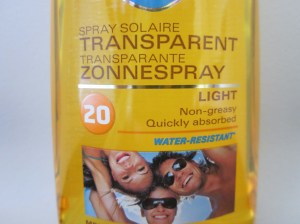 SPRAY SOLAIRE
TRANSPARENT
TRANSPARANTE
ZONNESPRAY
LIGHT
20
Non-greasy
Quickly absorbed
WATER-RESISTANT*